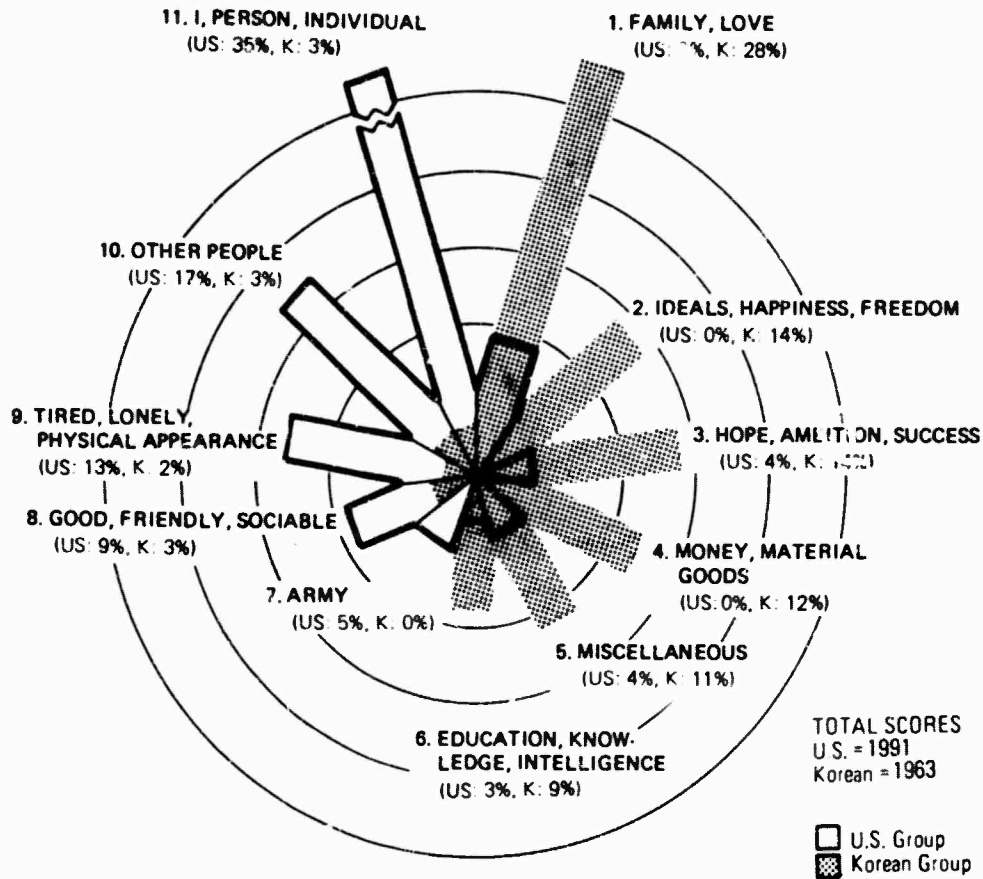 11. I, PERSON, INDIVIDUAL
(US: 35%, K: 3%)
1. FAMILY, LOVE
(US: %, K: 28%)
10. OTHER PEOPLE
(US: 17%, K: 3%)
2. IDEALS, HAPPINESS, FREEDOM
(US: 0%, K: 14%)
9. TIRED, LONELY,
PHYSICAL APPEARANCE
(US: 13%, K: 2%)
3. HOPE, AMBITION, SUCCESS
(US: 4%, K:
8. GOOD, FRIENDLY, SOCIABLE
(US: 9%, K: 3%)
4. MONEY, MATERIAL
GOODS
(US: 0%, K: 12%)
7. ARMY
(US: 5%, K: 0%)
5. MISCELLANEOUS
(US: 4%, K: 11%)
6. EDUCATION, KNOW-
LEDGE, INTELLIGENCE
(US: 3%, K: 9%)
TOTAL SCORES
U.S. = 1991
Korean = 1963
U.S. Group
Korean Group